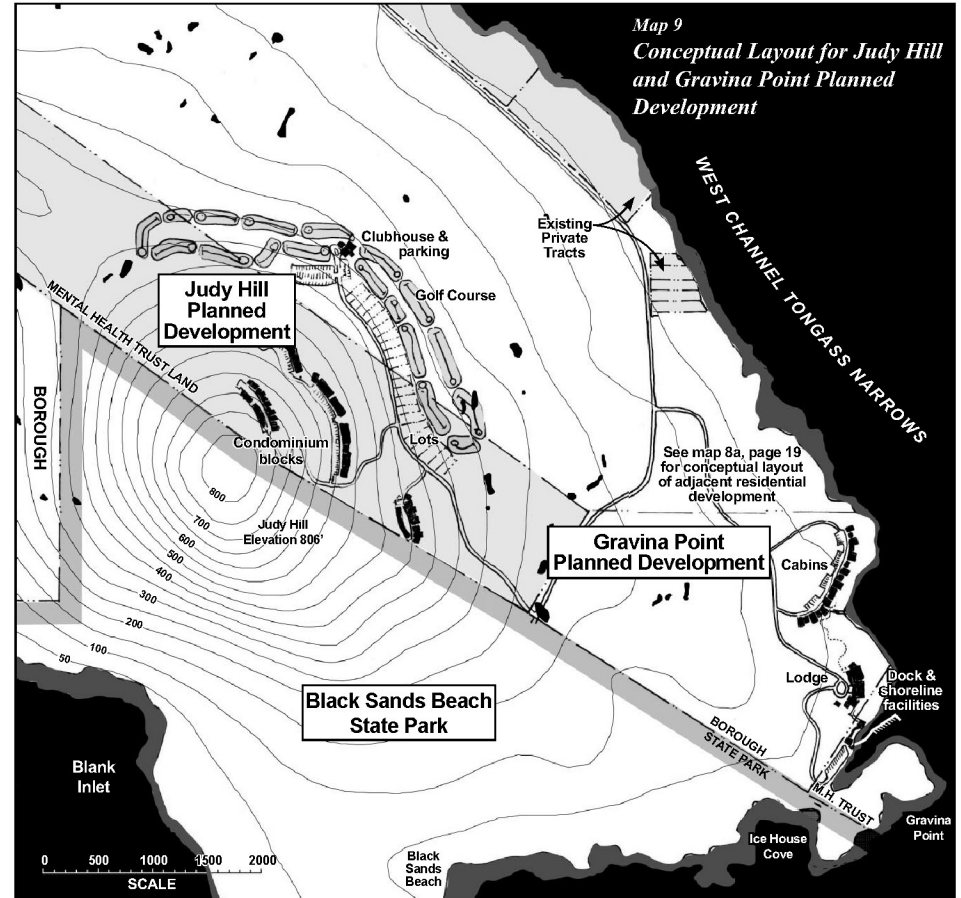 Map 9
Conceptual Layout for Judy Hill
and Gravina Point Planned
Development
WEST CHANNEL TONGASS NARROWS
Existing
Private
Tracts
Clubhouse &
parking
Golf Course
Judy Hill
Planned
Development
MENTAL HEALTH TRUST LAND
BOROUGH
Condominium
blocks
Lots
See map 8a, page 19
for conceptual layout
of adjacent residential
development
800
700
600
500
400
300
200
100
50
Judy Hill
Elevation 806'
Gravina Point
Planned Development
Cabins
Lodge
Dock &
shoreline
facilities
Black Sands Beach
State Park
BOROUGH
STATE PARK
M.H. TRUST
Gravina
Point
Ice House
Cove
Blank
Inlet
Black
Sands
Beach
0 500 1000 1500 2000
SCALE